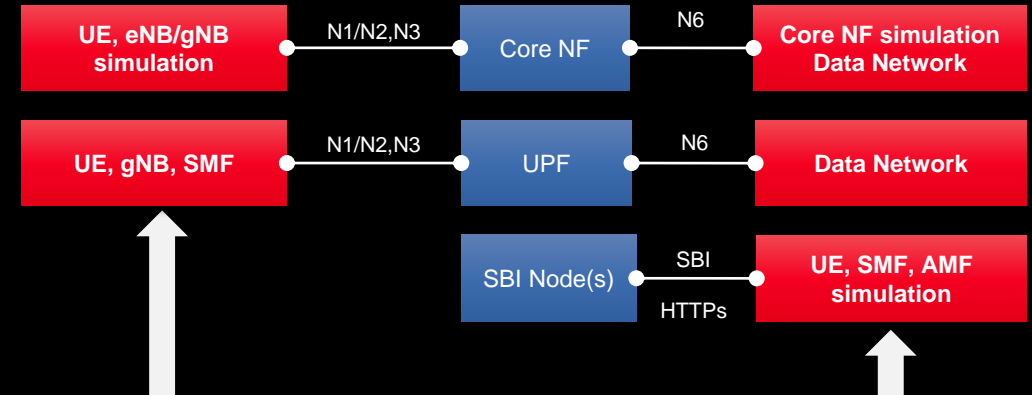 UE, eNB/gNB
simulation
N1/N2,N3
Core NF
N6
Core NF simulation
Data Network
UE, gNB, SMF
N1/N2,N3
UPF
N6
Data Network
SBI Node(s)
SBI
HTTPs
UE, SMF, AMF
simulation